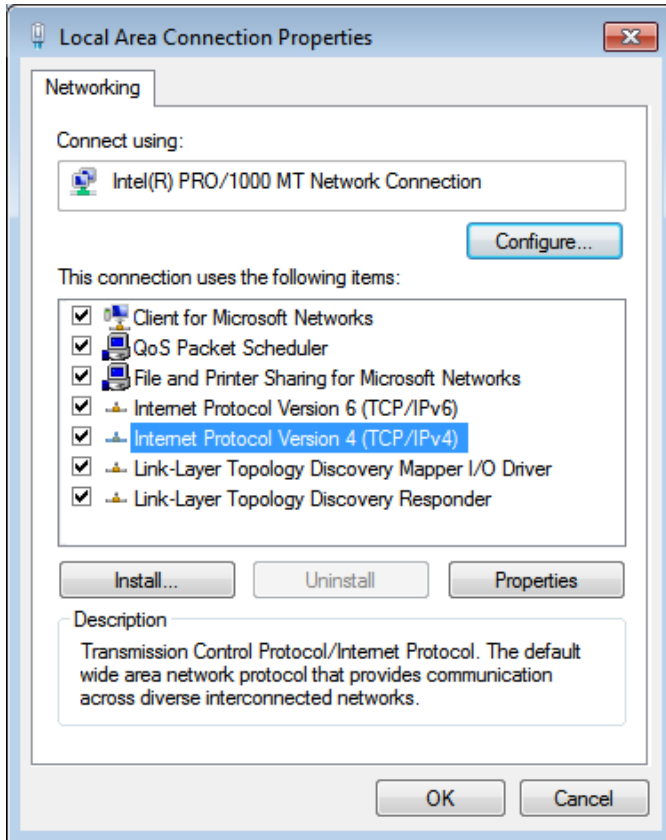 Local Area Connection Properties
Networking
Connect using:
Intel(R) PRO/1000 MT Network Connection
Configure...
This connection uses the following items:
Client for Microsoft Networks
QoS Packet Scheduler
File and Printer Sharing for Microsoft Networks
Internet Protocol Version 6 (TCP/IPv6)
Internet Protocol Version 4 (TCP/IPv4)
Link-Layer Topology Discovery Mapper I/O Driver
Link-Layer Topology Discovery Responder
Install... Uninstall Properties
Description
Transmission Control Protocol/Internet Protocol. The default
wide area network protocol that provides communication
across diverse interconnected networks.
OK Cancel